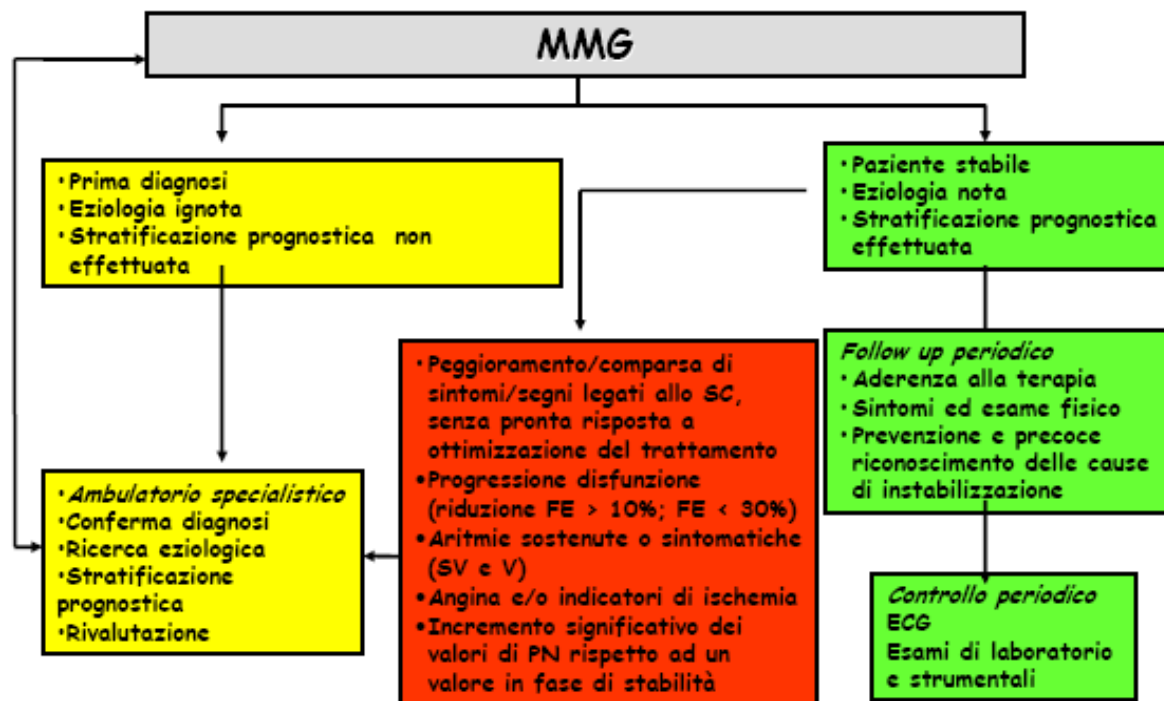 MMG
•Prima diagnosi
•Eziologia ignota
•Stratificazione prognostica non
effettuata
•Paziente stabile
•Eziologia nota
•Stratificazione prognostica
effettuata
•Peggioramento/comparsa di
sintomi/segni legati allo SC,
senza pronta risposta a
ottimizzazione del trattamento
•Progressione disfunzione
(riduzione FE > 10%; FE < 30%)
•Aritmie sostenute o sintomatiche
(SV e V)
•Angina e/o indicatori di ischemia
•Incremento significativo dei
valori di PN rispetto ad un
valore in fase di stabilità
Follow up periodico
•Aderenza alla terapia
•Sintomi ed esame fisico
•Prevenzione e precoce
riconoscimento delle cause
di instabilizzazione
•Ambulatorio specialistico
•Conferma diagnosi
•Ricerca eziologica
•Stratificazione
prognostica
•Rivalutazione
Controllo periodico
ECG
Esami di laboratorio
e strumentali